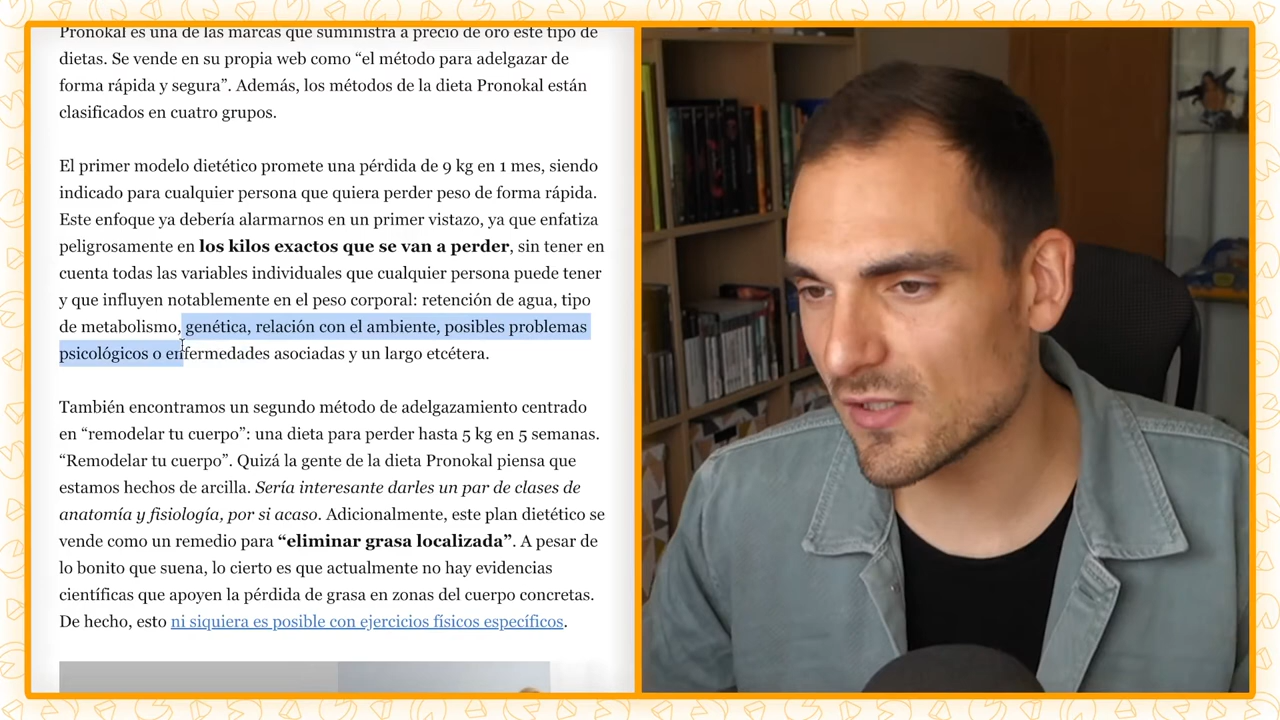 Pronokal es una de las marcas que suministra a precio de oro este tipo de
dietas. Se vende en su propia web como “el método para adelgazar de
forma rápida y segura”. Además, los métodos de la dieta Pronokal están
clasificados en cuatro grupos.
El primer modelo dietético promete una pérdida de 9 kg en 1 mes, siendo
indicado para cualquier persona que quiera perder peso de forma rápida.
Este enfoque ya debería alarmarnos en un primer vistazo, ya que enfatiza
peligrosamente en los kilos exactos que se van a perder, sin tener en
cuenta todas las variables individuales que cualquier persona puede tener
y que influyen notablemente en el peso corporal: retención de agua, tipo
de metabolismo, genética, relación con el ambiente, posibles problemas
psicológicos o enfermedades asociadas y un largo etcétera.
También encontramos un segundo método de adelgazamiento centrado
en “remodelar tu cuerpo”: una dieta para perder hasta 5 kg en 5 semanas.
“Remodelar tu cuerpo”. Quizá la gente de la dieta Pronokal piensa que
estamos hechos de arcilla. Sería interesante darles un par de clases de
anatomía y fisiología, por si acaso. Adicionalmente, este plan dietético se
vende como un remedio para “eliminar grasa localizada”. A pesar de
lo bonito que suena, lo cierto es que actualmente no hay evidencias
científicas que apoyen la pérdida de grasa en zonas del cuerpo concretas.
De hecho, esto ni siquiera es posible con ejercicios físicos específicos.